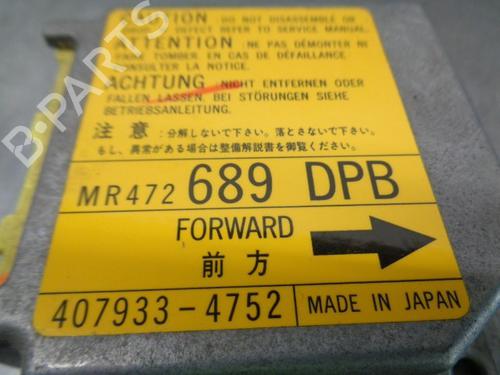 CAUTION : DO NOT DISASSEMBLE OR
DEFECT REFER TO SERVICE MANUAL.
ATTENTION : NE PAS DÉMONTER NI
FAIRE TOMBER EN CAS DE DÉFAILLANCE
CONSULTER LA NOTICE.
ACHTUNG : NICHT ENTFERNEN ODER
FALLEN LASSEN. BEI STÖRUNGEN SIEHE
BETRIEBSANLEITUNG.
注 意 : 分解しないで下さい。落とさないで下さい。
もし、異常がある場合は整備解説書を御覧下さい。
MR472 689 DPB
FORWARD
前方
407933-4752 MADE IN JAPAN
B-PARTS